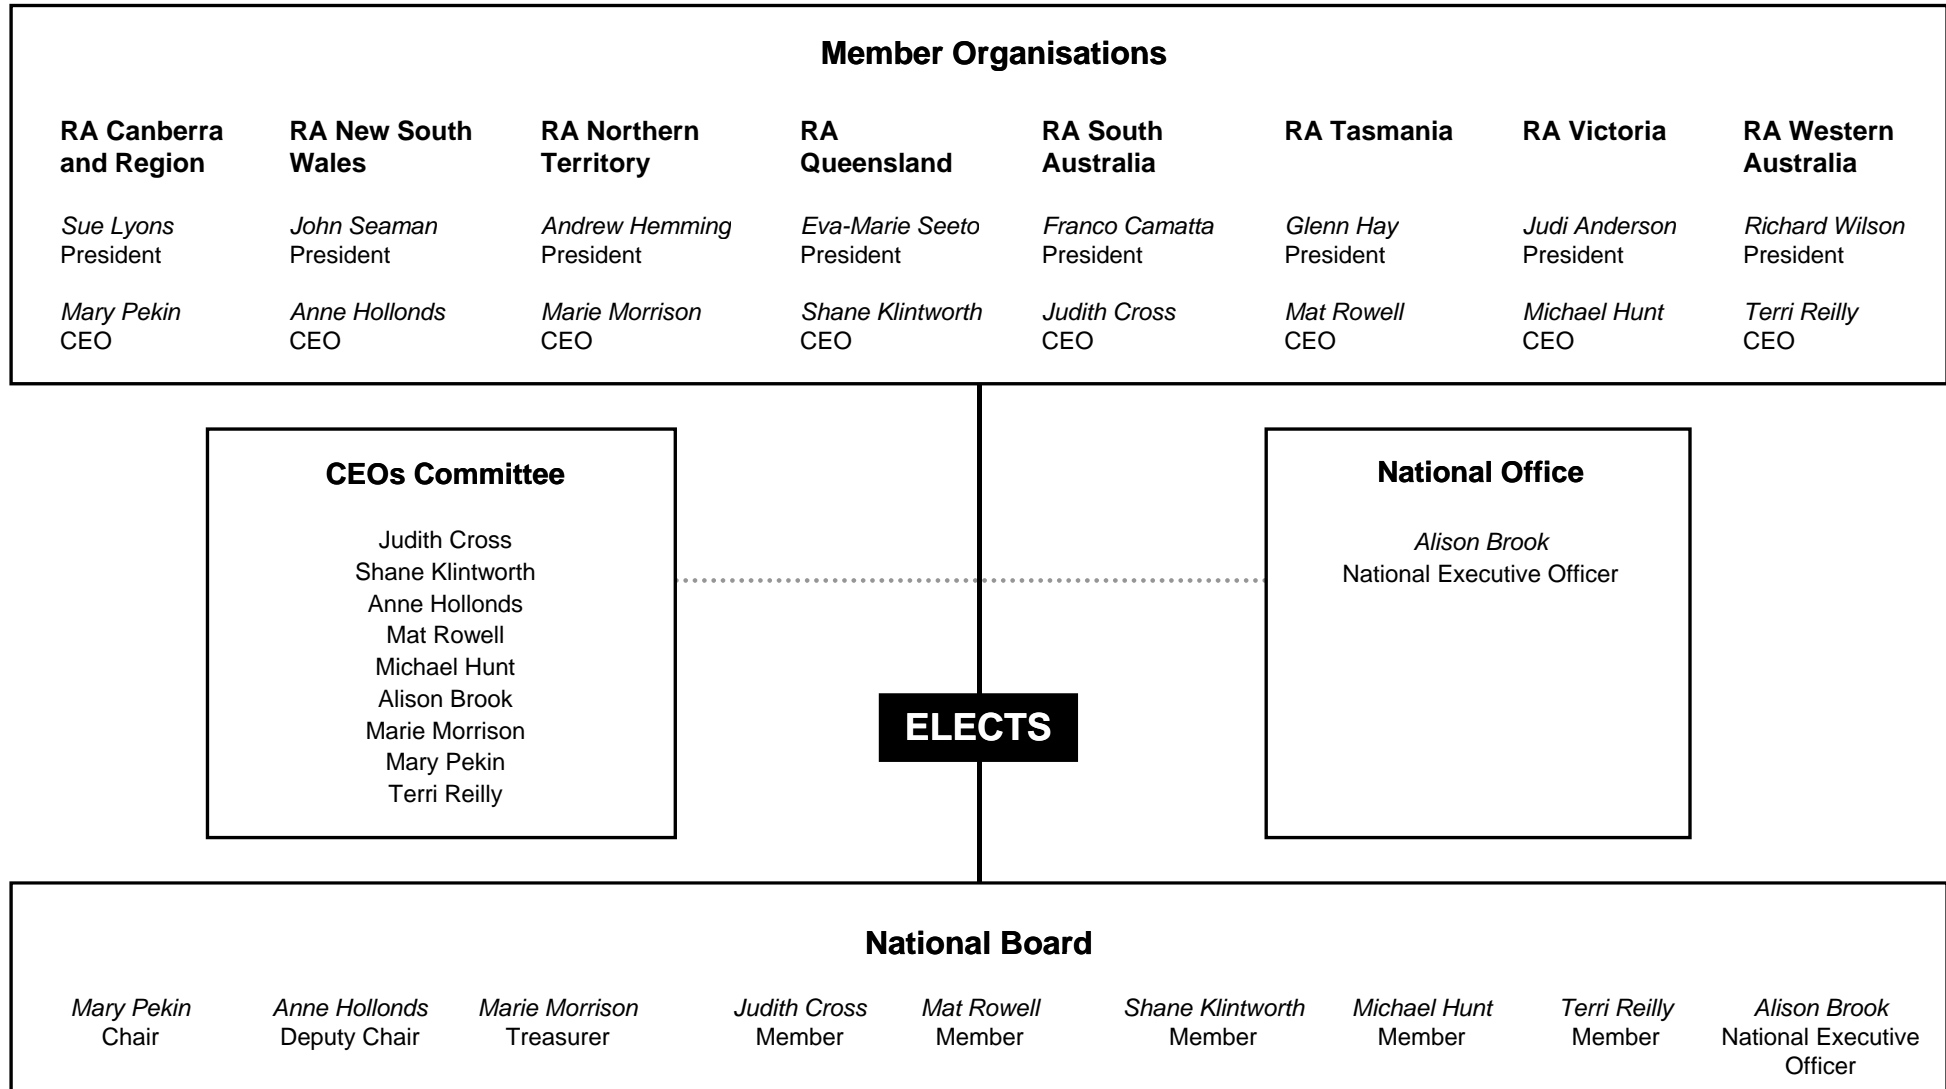 Member Organisations
RA Canberra
and Region
Sue Lyons
President
Mary Pekin
CEO
RA New South
Wales
John Seaman
President
Anne Hollonds
CEO
RA Northern
Territory
Andrew Hemming
President
Marie Morrison
CEO
RA
Queensland
Eva-Marie Seeto
President
Shane Klintworth
CEO
RA South
Australia
Franco Camatta
President
Judith Cross
CEO
RA Tasmania
Glenn Hay
President
Mat Rowell
CEO
RA Victoria
Judi Anderson
President
Michael Hunt
CEO
RA Western
Australia
Richard Wilson
President
Terri Reilly
CEO
CEOs Committee
Judith Cross
Shane Klintworth
Anne Hollonds
Mat Rowell
Michael Hunt
Alison Brook
Marie Morrison
Mary Pekin
Terri Reilly
National Office
Alison Brook
National Executive Officer
ELECTS
National Board
Mary Pekin
Chair
Anne Hollonds
Deputy Chair
Marie Morrison
Treasurer
Judith Cross
Member
Mat Rowell
Member
Shane Klintworth
Member
Michael Hunt
Member
Terri Reilly
Member
Alison Brook
National Executive
Officer